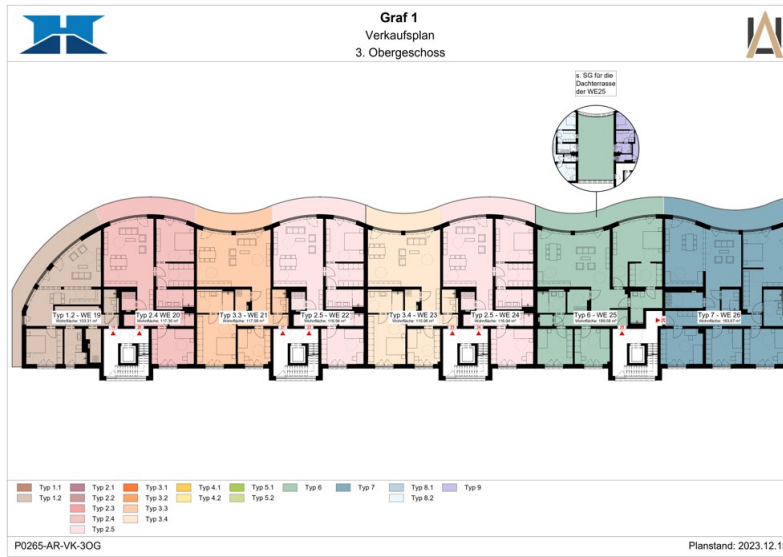 Graf 1
Verkaufsplan
3. Obergeschoss
s. SG für die
Dachterrasse
der WE25
Typ 1.2 - WE 19
Typ 2.4 WE 20
Typ 3.3 - WE 21
Typ 2.5 - WE 22
Typ 3.4 - WE 23
Typ 2.5 - WE 24
Typ 6 - WE 25
Typ 7 - WE 26
Typ 1.1 Typ 2.1 Typ 3.1 Typ 4.1 Typ 5.1 Typ 6 Typ 7 Typ 8.1 Typ 9
Typ 1.2 Typ 2.2 Typ 3.2 Typ 4.2 Typ 5.2 Typ 8.2
Typ 2.3 Typ 3.3
Typ 2.4 Typ 3.4
Typ 2.5
P0265-AR-VK-3OG
Planstand: 2023.12.1